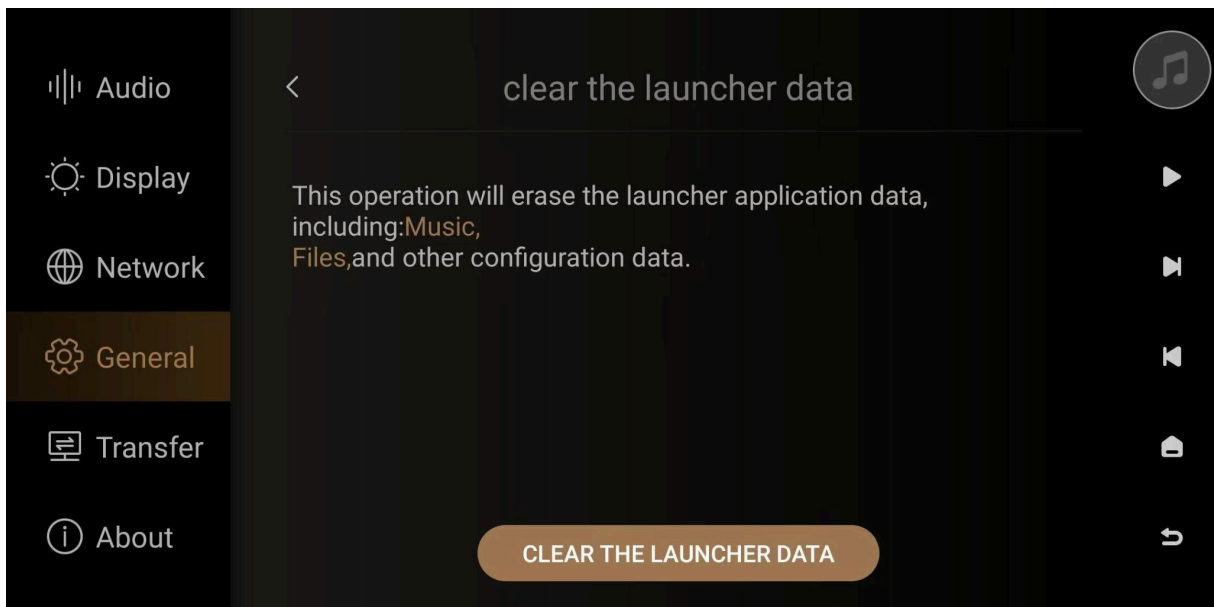 Audio
Display
Network
General
Transfer
About
clear the launcher data
This operation will erase the launcher application data,
including:Music,
Files,and other configuration data.
CLEAR THE LAUNCHER DATA